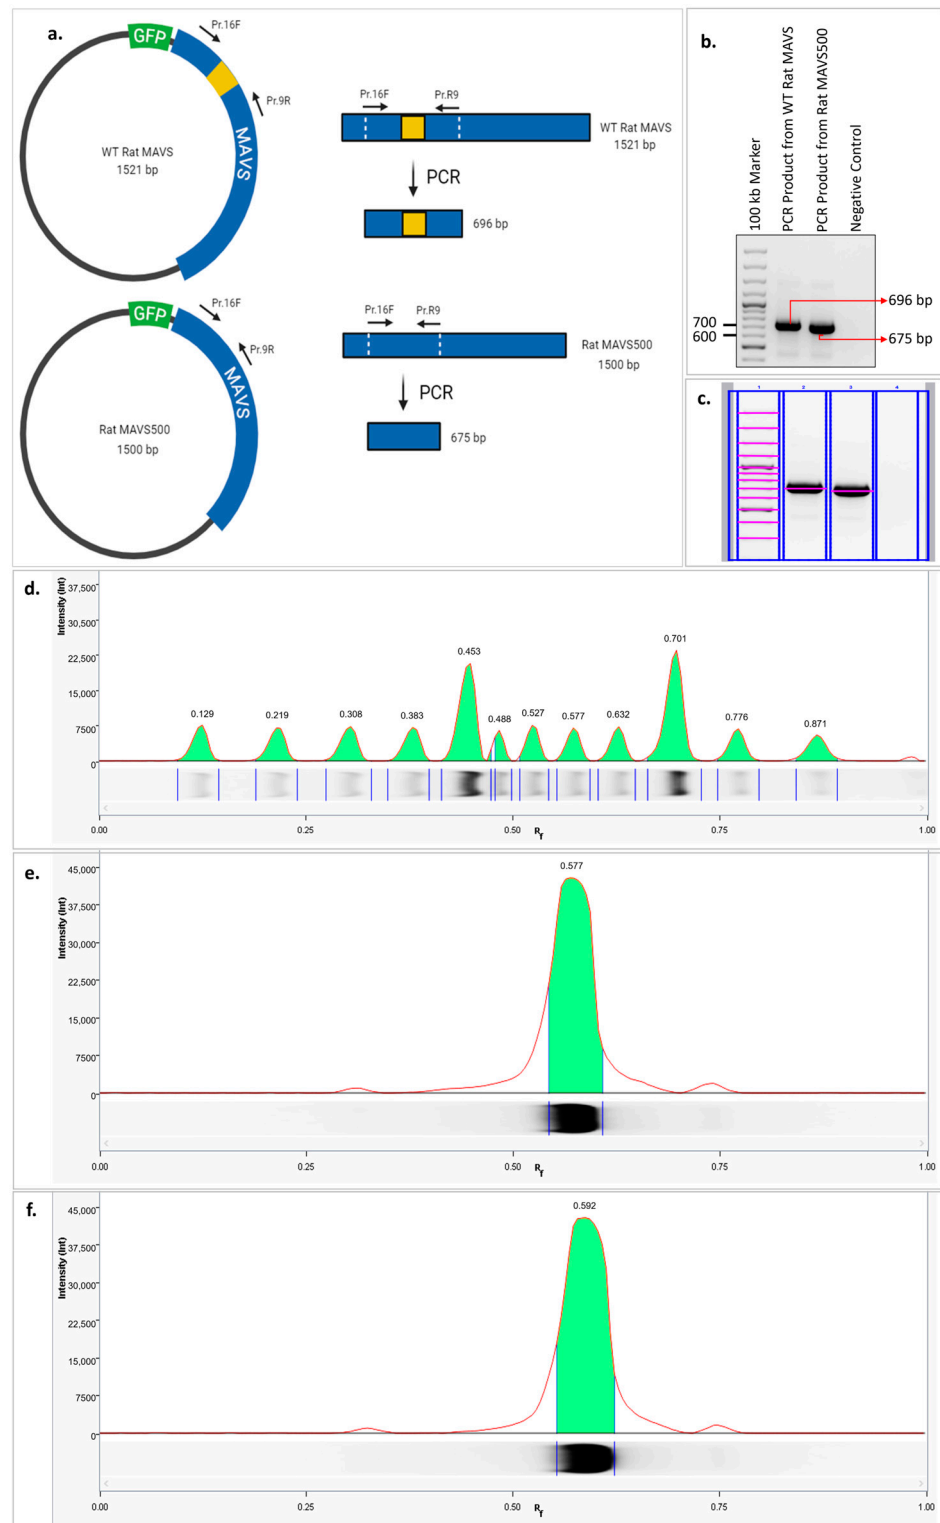 a.
Pr.16F
GFP
Pr.9R
MAVS
WT Rat MAVS
1521 bp
Pr.16F
Pr.R9
WT Rat MAVS
1521 bp
PCR
696 bp
Pr.16F
GFP
Pr.9R
MAVS
Rat MAVS500
1500 bp
Pr.16F
Pr.R9
Rat MAVS500
1500 bp
PCR
675 bp
b.
100 kb Marker
PCR Product from WT Rat MAVS
PCR Product from Rat MAVS500
Negative Control
696 bp
700
600
675 bp
c.
1 2 3 4
d.
Intensity (Int)
37,500
30,500
22,500
15,000
7500
0
0.129 0.219 0.308 0.383 0.453 0.488 0.527 0.577 0.632 0.701 0.776 0.871
0.00 0.25 0.50 0.75 1.00
Rf
e.
Intensity (Int)
45,000
37,500
30,000
22,500
15,000
7500
0
0.577
0.00 0.25 0.50 0.75 1.00
Rf
f.
Intensity (Int)
45,000
37,500
30,000
22,500
15,000
7500
0
0.592
0.00 0.25 0.50 0.75 1.00
Rf